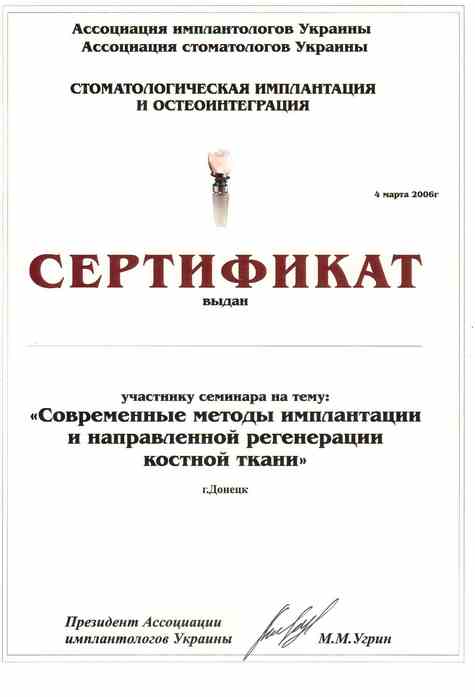 Ассоциация имплантологов Украины
Ассоциация стоматологов Украины
СТОМАТОЛОГИЧЕСКАЯ ИМПЛАНТАЦИЯ
И ОСТЕОИНТЕГРАЦИЯ
4 марта 2006г
СЕРТИФИКАТ
выдан
участнику семинара на тему:
«Современные методы имплантации
и направленной регенерации
костной ткани»
г.Донецк
Президент Ассоциации
имплантологов Украины
М.М.Угрин